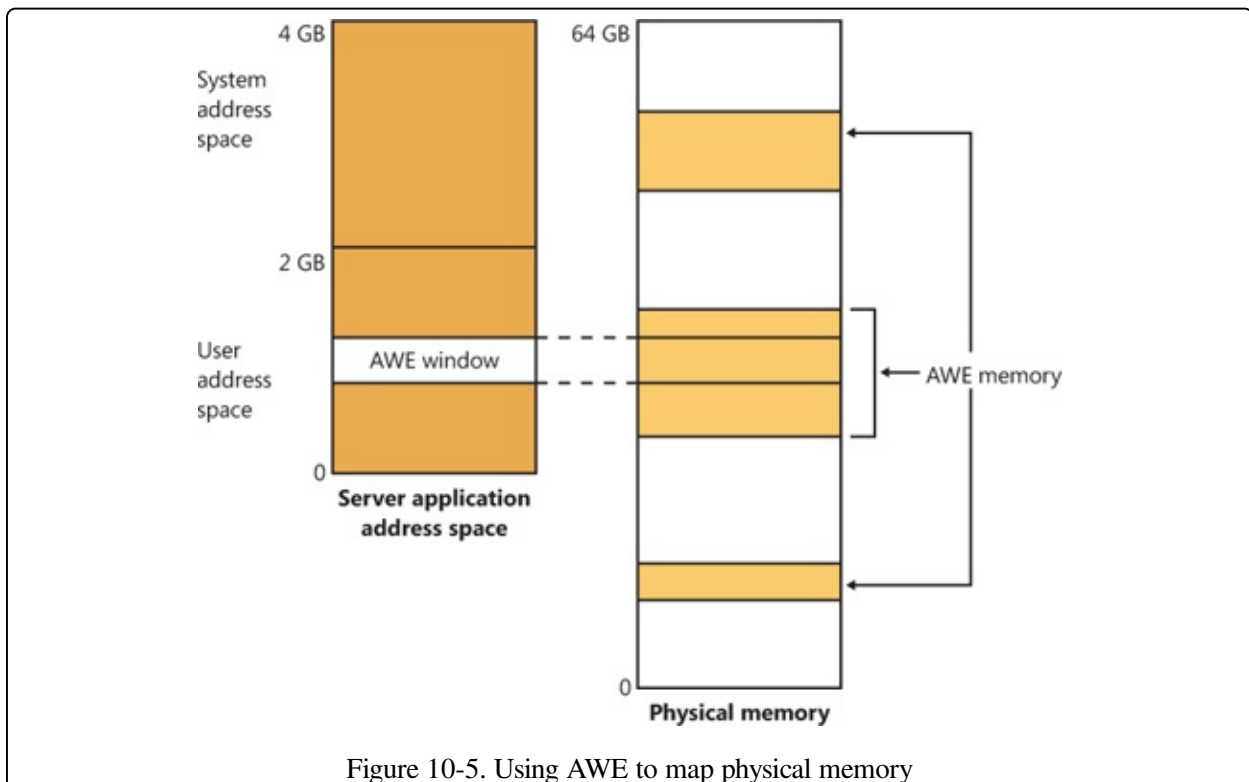 4 GB
System
address
space
2 GB
User
address
space
AWE window
0
Server application
address space
64 GB
AWE memory
0
Physical memory
Figure 10-5. Using AWE to map physical memory